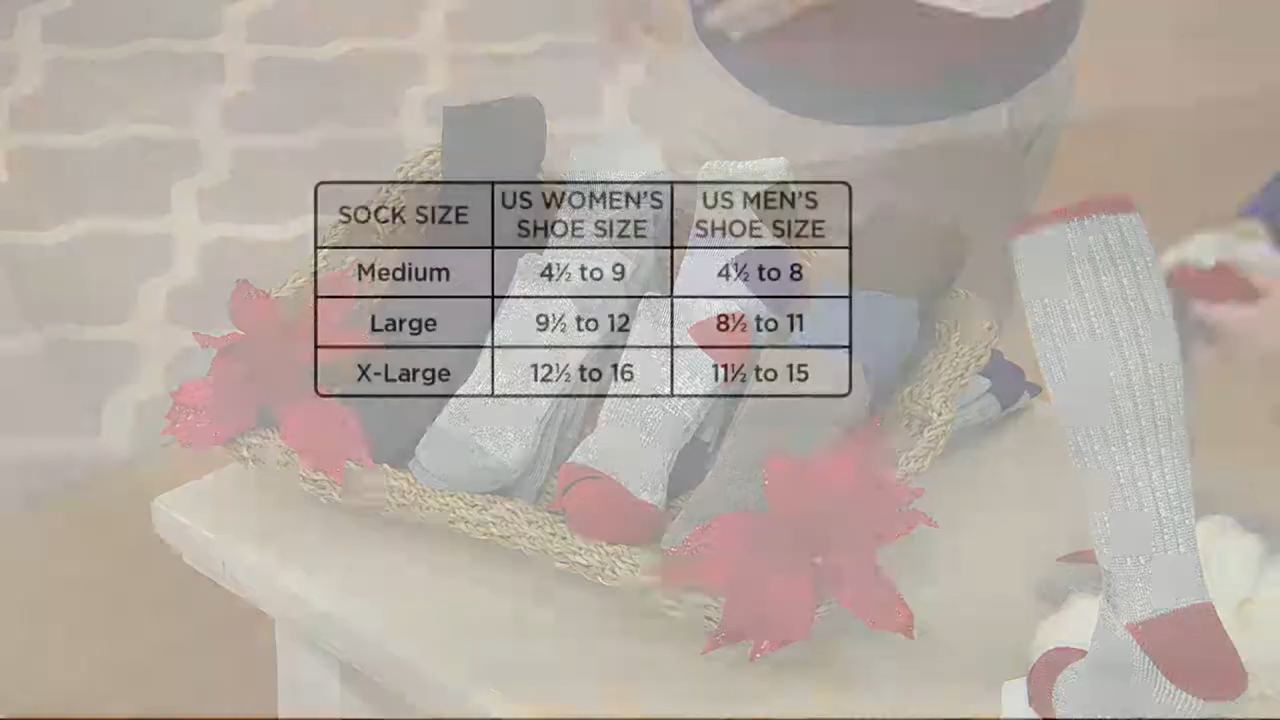 SOCK SIZE US WOMEN'S SHOE SIZE US MEN'S SHOE SIZE
Medium 4½ to 9 4½ to 8
Large 9½ to 12 8½ to 11
X-Large 12½ to 16 11½ to 15